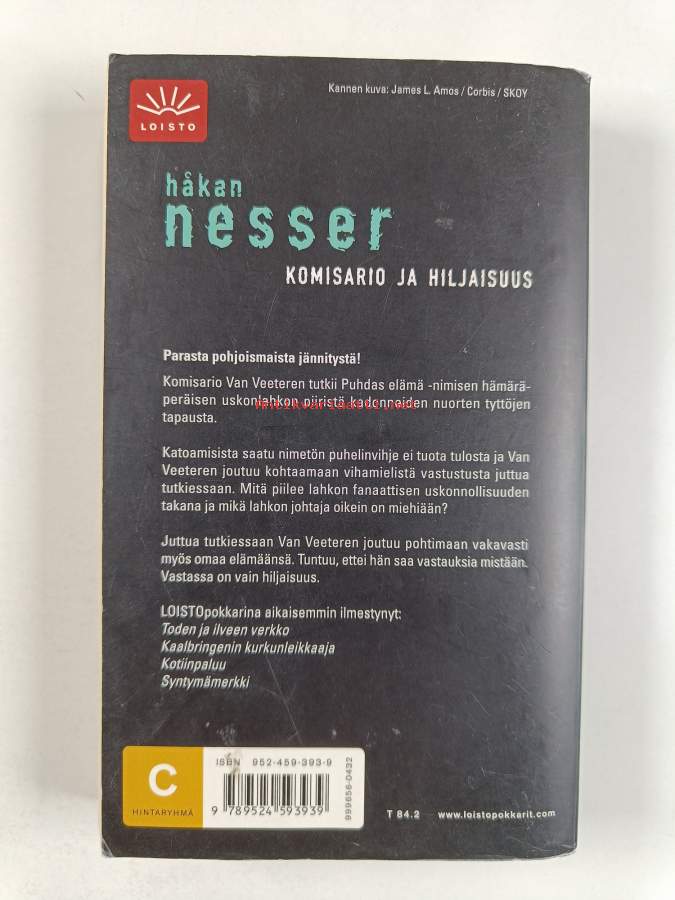 LOISTO
Kannen kuva: James L. Amos / Corbis / SKOY
håkan
nesser
KOMISARIO JA HILJAISUUS
Parasta pohjoismaista jännitystä!
Komisario Van Veeteren tutkii Puhdas elämä -nimisen hämärä-
peräisen uskonlahkon piiristä kadonneiden nuorten tyttöjen
Antikvariaatti.net
tapausta.
Katoamisista saatu nimetön puhelinvihje ei tuota tulosta ja Van
Veeteren joutuu kohtaamaan vihamielistä vastustusta juttua
tutkiessaan. Mitä piilee lahkon fanaattisen uskonnollisuuden
takana ja mikä lahkon johtaja oikein on miehiään?
Juttua tutkiessaan Van Veeteren joutuu pohtimaan vakavasti
myös omaa elämäänsä. Tuntuu, ettei hän saa vastauksia mistään.
Vastassa on vain hiljaisuus.
LOISTOpokkarina aikaisemmin ilmestynyt:
Toden ja ilveen verkko
Kaalbringenin kurkunleikkaaja
Kotiinpaluu
Syntymämerkki
C
HINTARYHMÄ
ISBN 952-459-393-9
9 789524 593939
999656-0432
T 84.2 www.loistopokkarit.com